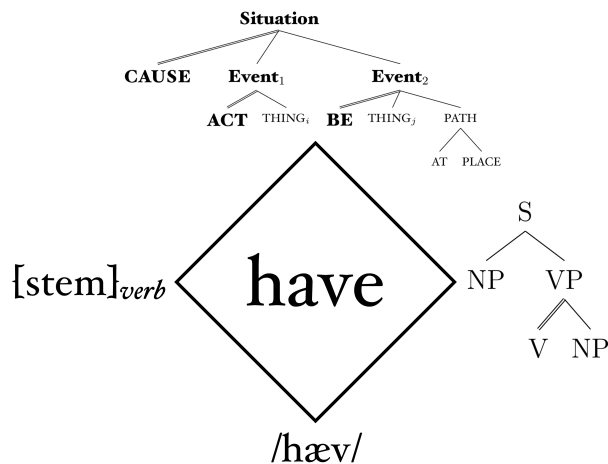 Situation
CAUSE Event₁ Event₂
ACT THINGᵢ BE THINGⱼ PATH
AT PLACE
S
[stem]verb have NP VP
V NP
/hæv/